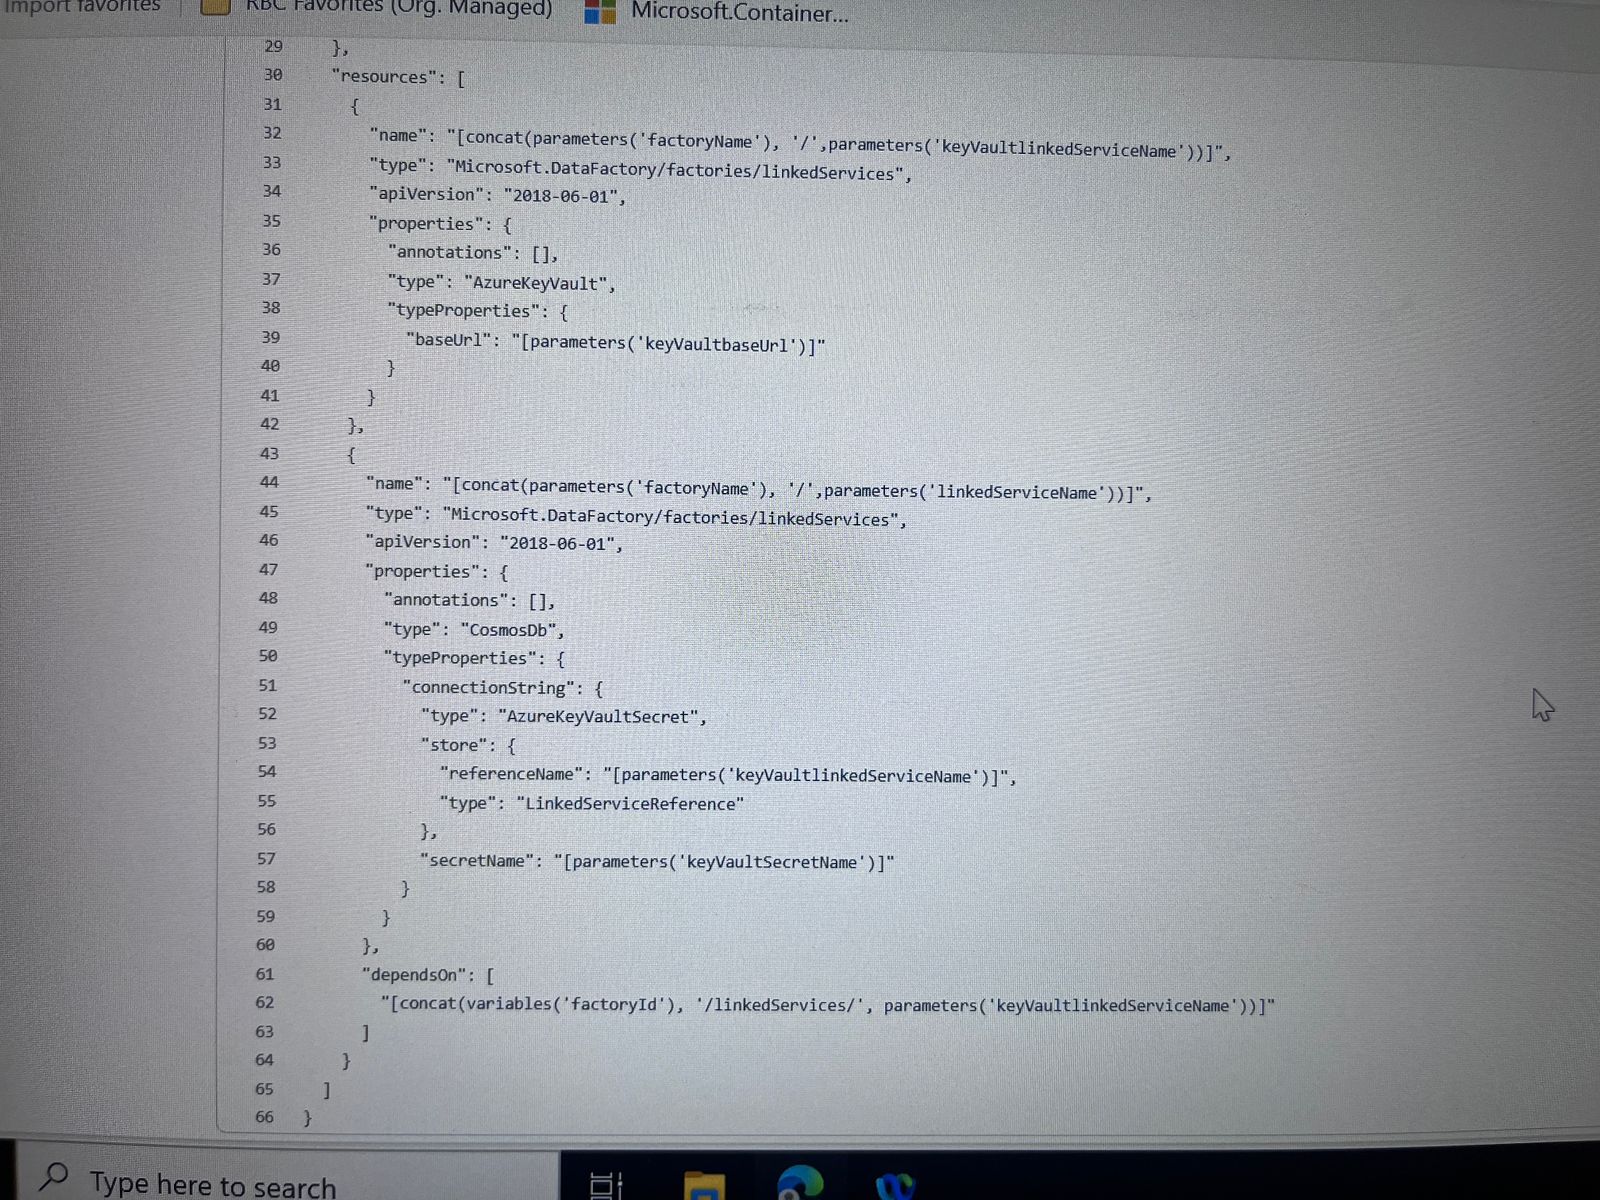 Import favorites
RBC Favorites (Org. Managed)
Microsoft.Container...
29 },
30 "resources": [
31 {
32 "name": "[concat(parameters('factoryName'), '/',parameters('keyVaultlinkedServiceName'))]",
33 "type": "Microsoft.DataFactory/factories/linkedServices",
34 "apiVersion": "2018-06-01",
35 "properties": {
36 "annotations": [],
37 "type": "AzureKeyVault",
38 "typeProperties": {
39 "baseUrl": "[parameters('keyVaultbaseUrl')]"
40 }
41 }
42 },
43 {
44 "name": "[concat(parameters('factoryName'), '/',parameters('linkedServiceName'))]",
45 "type": "Microsoft.DataFactory/factories/linkedServices",
46 "apiVersion": "2018-06-01",
47 "properties": {
48 "annotations": [],
49 "type": "CosmosDb",
50 "typeProperties": {
51 "connectionString": {
52 "type": "AzureKeyVaultSecret",
53 "store": {
54 "referenceName": "[parameters('keyVaultlinkedServiceName')]",
55 "type": "LinkedServiceReference"
56 },
57 "secretName": "[parameters('keyVaultSecretName')]"
58 }
59 }
60 },
61 "dependsOn": [
62 "[concat(variables('factoryId'), '/linkedServices/', parameters('keyVaultlinkedServiceName'))]"
63 ]
64 }
65 ]
66 }
Type here to search